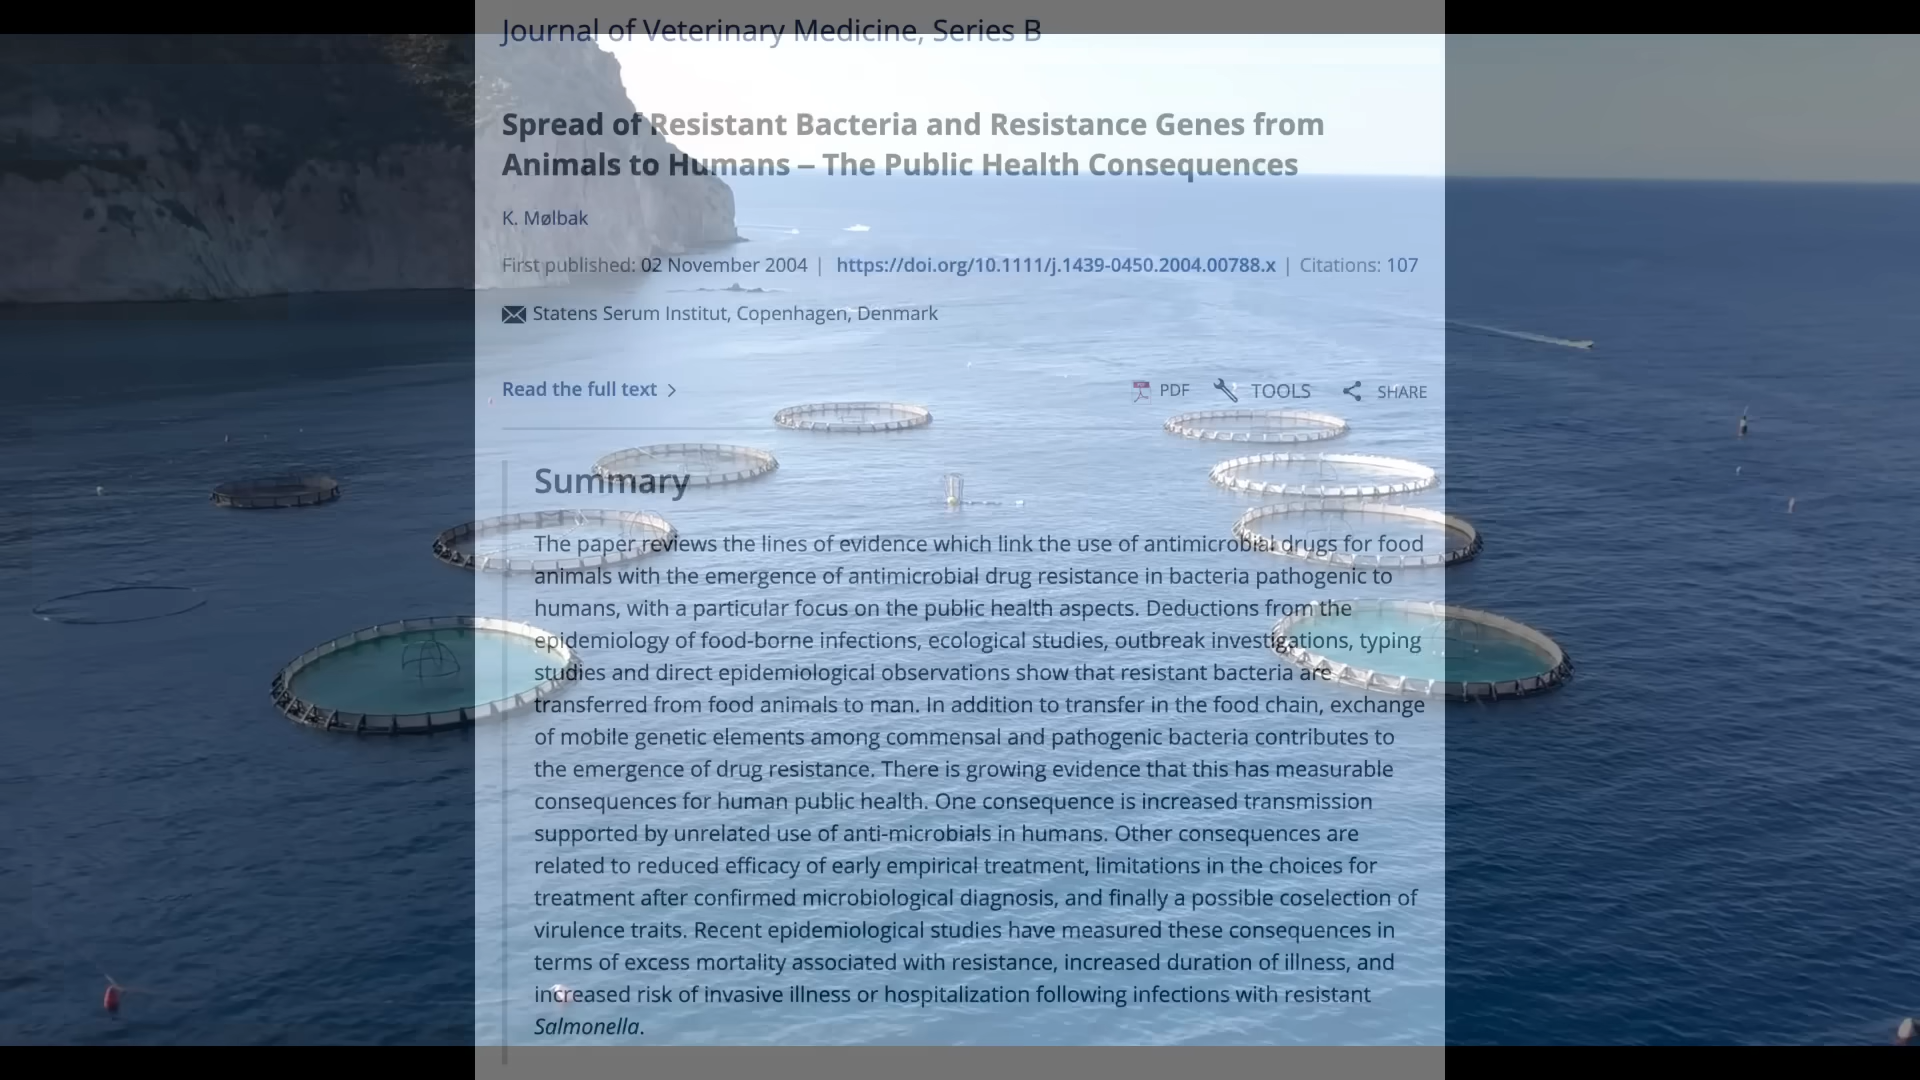 Journal of Veterinary Medicine, Series B
Spread of Resistant Bacteria and Resistance Genes from
Animals to Humans – The Public Health Consequences
K. Mølbak
First published: 02 November 2004 | https://doi.org/10.1111/j.1439-0450.2004.00788.x | Citations: 107
Statens Serum Institut, Copenhagen, Denmark
Read the full text >
PDF TOOLS SHARE
Summary
The paper reviews the lines of evidence which link the use of antimicrobial drugs for food
animals with the emergence of antimicrobial drug resistance in bacteria pathogenic to
humans, with a particular focus on the public health aspects. Deductions from the
epidemiology of food-borne infections, ecological studies, outbreak investigations, typing
studies and direct epidemiological observations show that resistant bacteria are
transferred from food animals to man. In addition to transfer in the food chain, exchange
of mobile genetic elements among commensal and pathogenic bacteria contributes to
the emergence of drug resistance. There is growing evidence that this has measurable
consequences for human public health. One consequence is increased transmission
supported by unrelated use of anti-microbials in humans. Other consequences are
related to reduced efficacy of early empirical treatment, limitations in the choices for
treatment after confirmed microbiological diagnosis, and finally a possible coselection of
virulence traits. Recent epidemiological studies have measured these consequences in
terms of excess mortality associated with resistance, increased duration of illness, and
increased risk of invasive illness or hospitalization following infections with resistant
Salmonella.